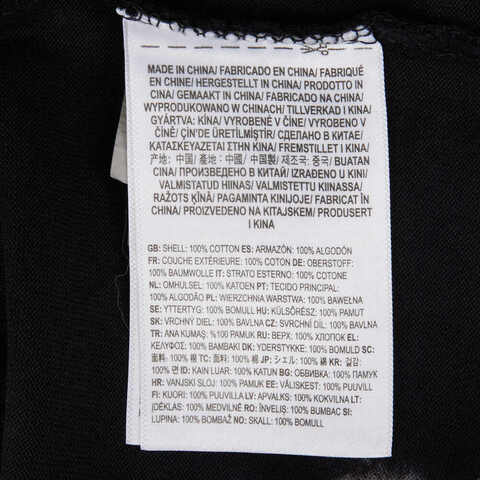 MADE IN CHINA/ FABRICADO EN CHINA/ FABRIQUÉ
EN CHINE/ HERGESTELLT IN CHINA/ PRODOTTO IN
CINA/ GEMAAKT IN CHINA/ FABRICADO NA CHINA/
WYPRODUKOWANO W CHINACH/ TILLVERKAD I KINA/
GYÁRTVA: KÍNA/ VYROBENÉ V ČÍNE/ VYROBENO V
ČÍNĚ/ ÇİN'DE ÜRETİLMİŞTİR/ СДЕЛАНО В КИТАЕ/
ΚΑΤΑΣΚΕΥΑΖΕΤΑΙ ΣΤΗΝ ΚΙΝΑ/ FREMSTILLET I KINA/
产地: 中国/ 產地: 中國/ 中国製/ 제조국: 중국/ BUATAN
CINA/ ПРОИЗВЕДЕНО В КИТАЙ/ IZRAĐENO U KINI/
VALMISTATUD HIINAS/ VALMISTETTU KIINASSA/
RAŽOTS ĶĪNĀ/ PAGAMINTA KINIJOJE/ FABRICAT ÎN
CHINA/ PROIZVEDENO NA KITAJSKEM/ PRODUSERT
I KINA
GB: SHELL: 100% COTTON ES: ARMAZÓN: 100% ALGODÓN
FR: COUCHE EXTÉRIEURE: 100% COTON DE: OBERSTOFF:
100% BAUMWOLLE IT: STRATO ESTERNO: 100% COTONE
NL: OMHULSEL: 100% KATOEN PT: TECIDO PRINCIPAL:
100% ALGODÃO PL: WIERZCHNIA WARSTWA: 100% BAWEŁNA
SE: YTTERTYG: 100% BOMULL HU: KÜLSŐRÉSZ: 100% PAMUT
SK: VRCHNÝ DIEL: 100% BAVLNA CZ: SVRCHNÍ DÍL: 100% BAVLNA
TR: ANA KUMAŞ: %100 PAMUK RU: ВЕРХ: 100% ХЛОПОК EL:
ΚΕΛΥΦΟΣ: 100% ΒΑΜΒΑΚΙ DK: YDERSTYKKE: 100% BOMULD SC:
面料: 100% 棉 TC: 面料: 100% 棉 JP: シェル: 100% 綿 KR: 겉감:
100% 면 ID: KAIN LUAR: 100% KATUN BG: ОБВИВКА: 100% ПАМУК
HR: VANJSKI SLOJ: 100% PAMUK EE: VÄLISKEST: 100% PUUVILL
FI: KUORI: 100% PUUVILLA LV: APVALKS: 100% KOKVILNA LT:
IŠORĖ: 100% MEDVILNĖ RO: ÎNVELIŞ: 100% BUMBAC SI:
LUPINA: 100% BOMBAŽ NO: SKALL: 100% BOMULL